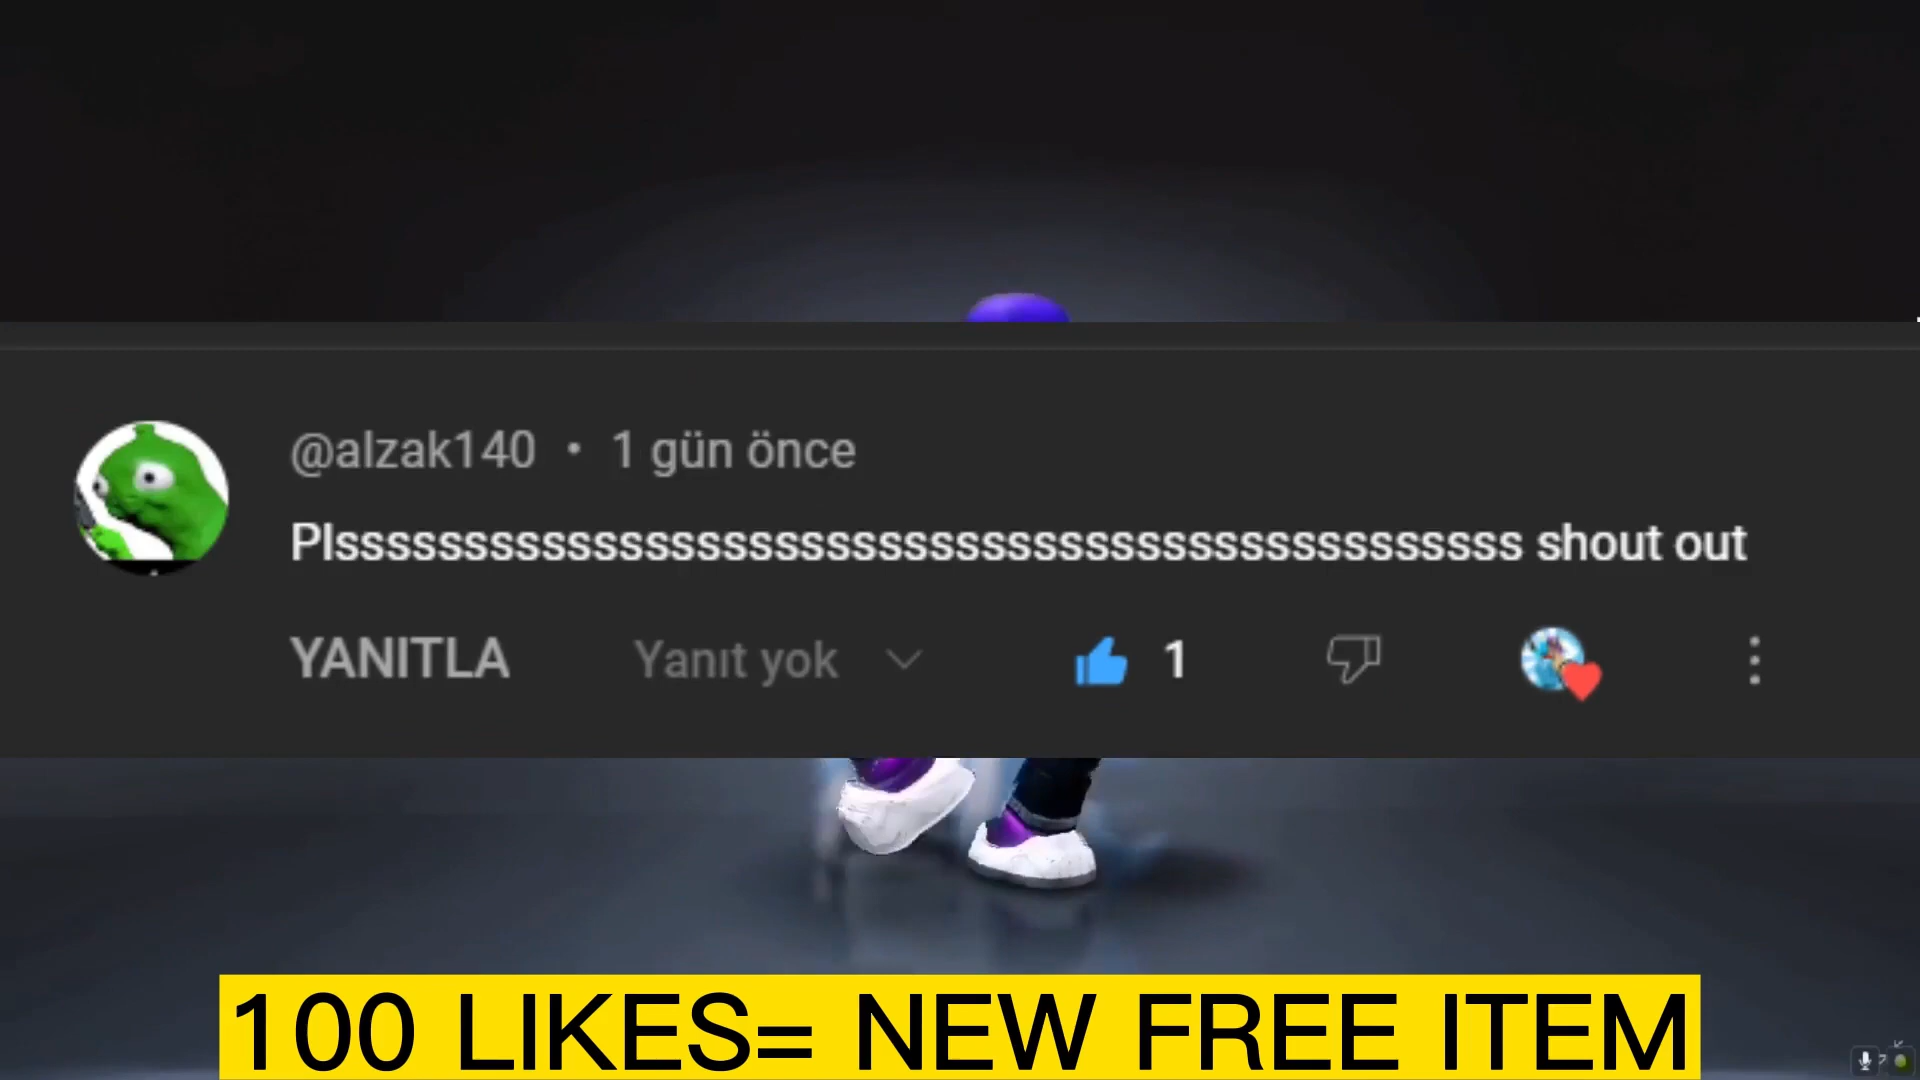 @alzak140 • 1 gün önce
Plssssssssssssssssssssssssssssssssssssssssssssssss shout out
YANITLA Yanıt yok 1
100 LIKES= NEW FREE ITEM